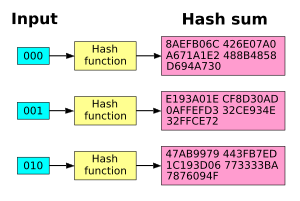 Input
Hash sum
000
Hash
function
8AEFB06C 426E07A0
A671A1E2 488B4858
D694A730
001
Hash
function
E193A01E CF8D30AD
0AFFEFD3 32CE934E
32FFCE72
010
Hash
function
47AB9979 443FB7ED
1C193D06 773333BA
7876094F